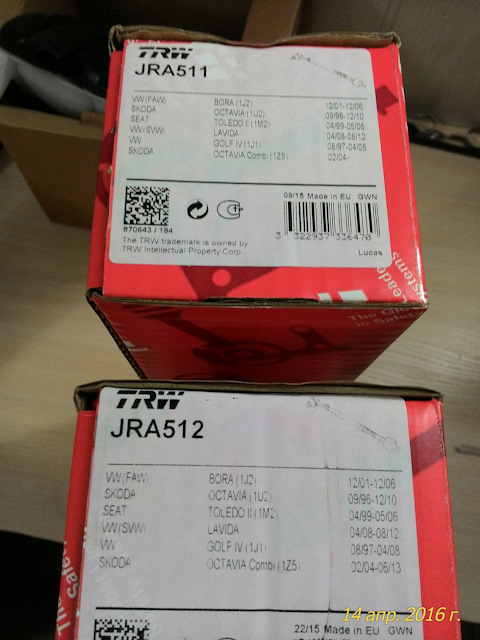 TRW
JRA511
VW (FAW) BORA (1J2) 12/01-12/06
SKODA OCTAVIA (1U2) 09/96-12/10
SEAT TOLEDO II (1M2) 04/99-05/06
VW (SVW) LAVIDA 04/08-08/12
VW GOLF IV (1J1) 08/97-04/08
SKODA OCTAVIA Combi (1Z5) 02/04-
09/15 Made in EU GWN
870643 / 184
3 322937 336470
The TRW trademark is owned by
TRW Intellectual Property Corp.
Lucas
TRW
JRA512
VW (FAW) BORA (1J2) 12/01-12/06
SKODA OCTAVIA (1U2) 09/96-12/10
SEAT TOLEDO II (1M2) 04/99-05/06
VW (SVW) LAVIDA 04/08-08/12
VW GOLF IV (1J1) 08/97-04/08
SKODA OCTAVIA Combi (1Z5) 02/04-06/13
22/15 Made in EU GWN
14 апр. 2016 г.